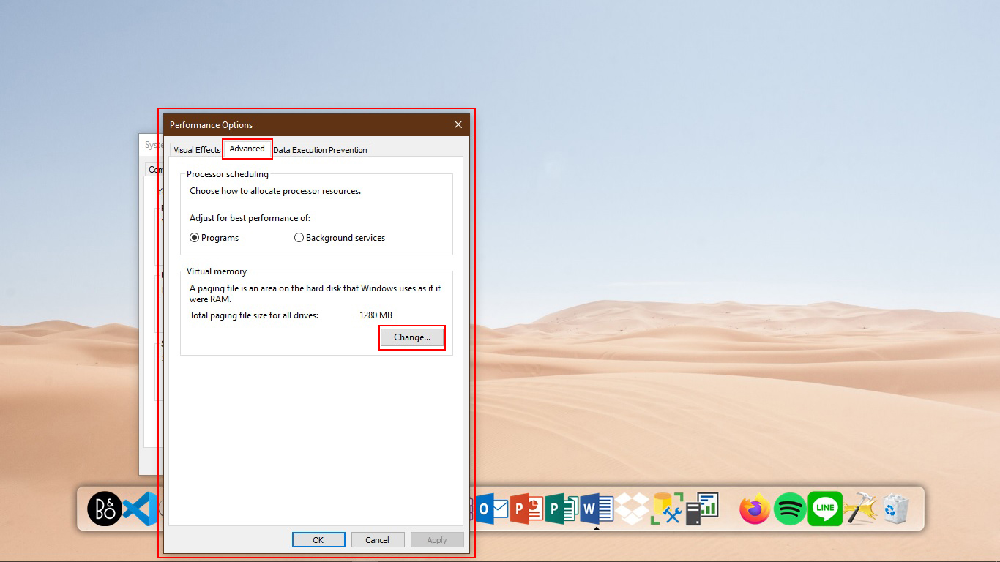 Performance Options
Syste
Visual Effects
Advanced
Data Execution Prevention
Com
Processor scheduling
Choose how to allocate processor resources.
Adjust for best performance of:
Programs
Background services
Virtual memory
A paging file is an area on the hard disk that Windows uses as if it
were RAM.
Total paging file size for all drives:
1280 MB
Change...
OK
Cancel
Apply
B&O
LINE